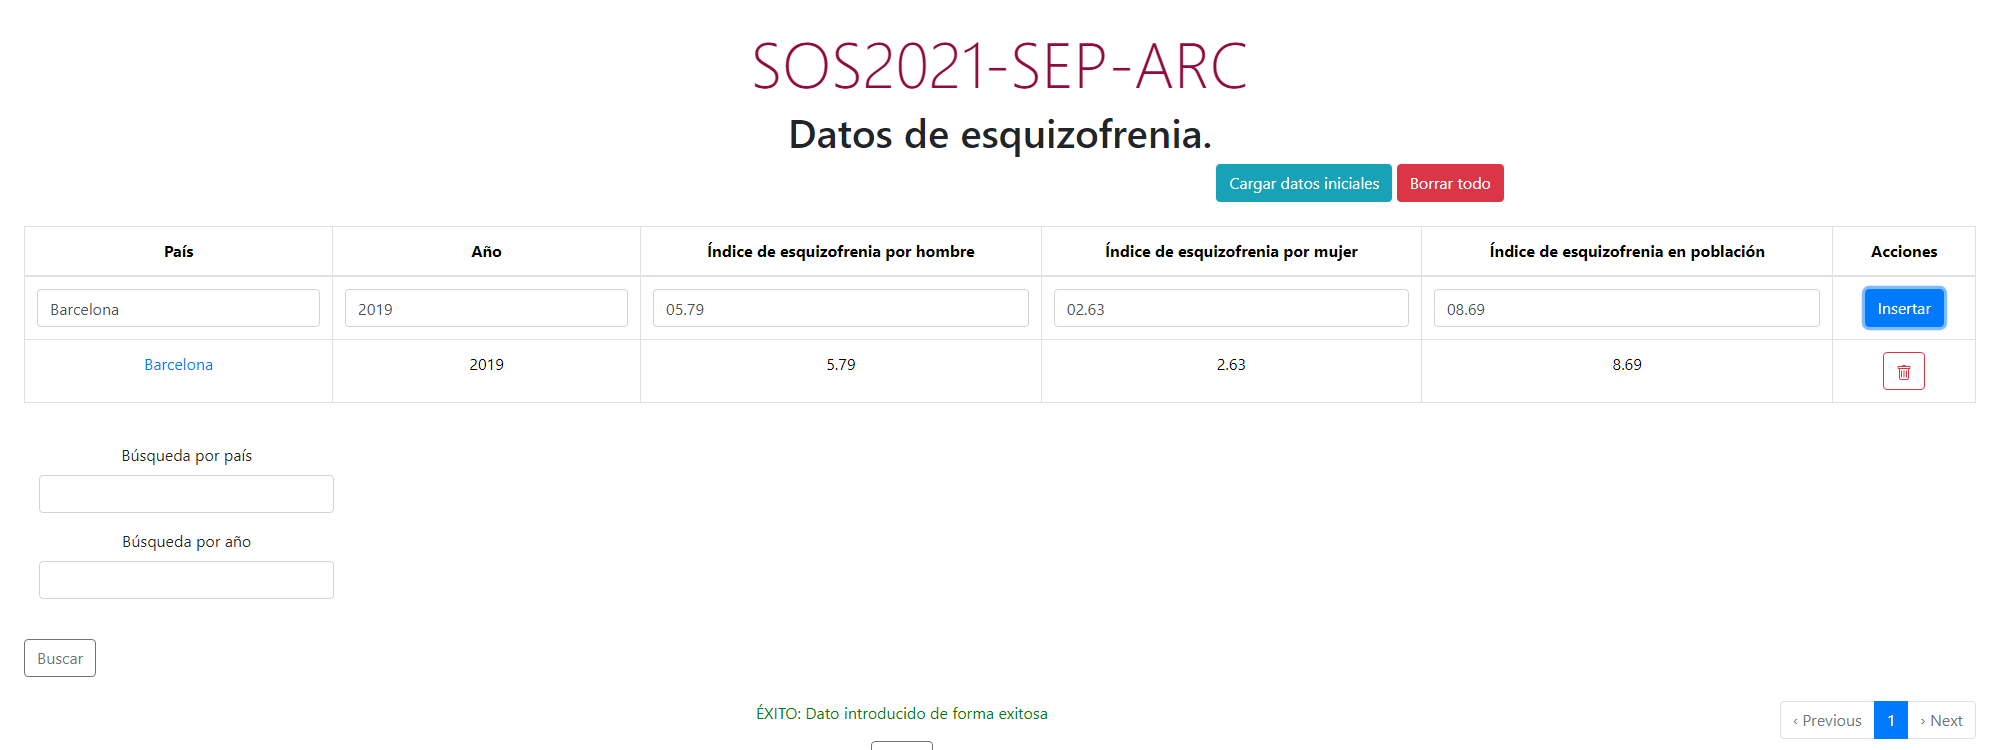 SOS2021-SEP-ARC
Datos de esquizofrenia.
Cargar datos iniciales Borrar todo
País Año Índice de esquizofrenia por hombre Índice de esquizofrenia por mujer Índice de esquizofrenia en población Acciones
Barcelona 2019 05.79 02.63 08.69 Insertar
Barcelona 2019 5.79 2.63 8.69
Búsqueda por país
Búsqueda por año
Buscar
ÉXITO: Dato introducido de forma exitosa
‹ Previous 1 › Next